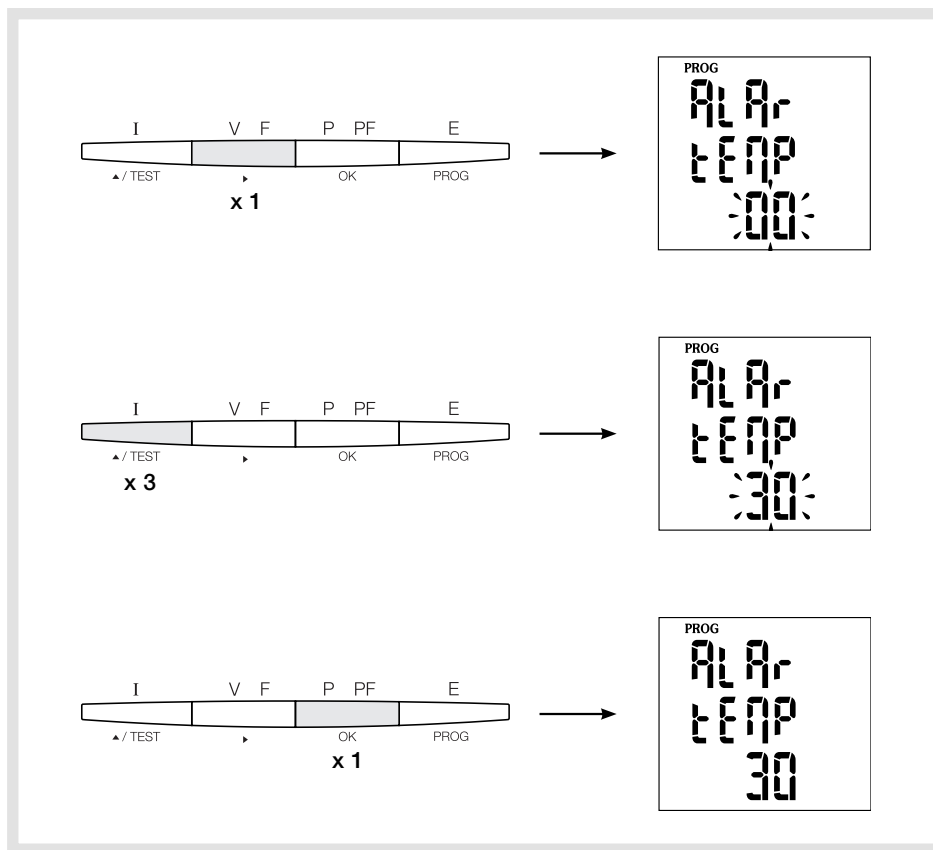 PROG
ALAr
tEMP
00
I V F P PF E
▲ / TEST ▶ OK PROG
x 1
PROG
ALAr
tEMP
30
I V F P PF E
▲ / TEST ▶ OK PROG
x 3
PROG
ALAr
tEMP
30
I V F P PF E
▲ / TEST ▶ OK PROG
x 1